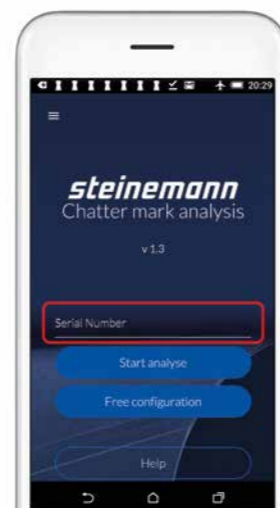 20:29
steinemann
Chatter mark analysis
v 1.3
Serial Number
Start analyse
Free configuration
Help